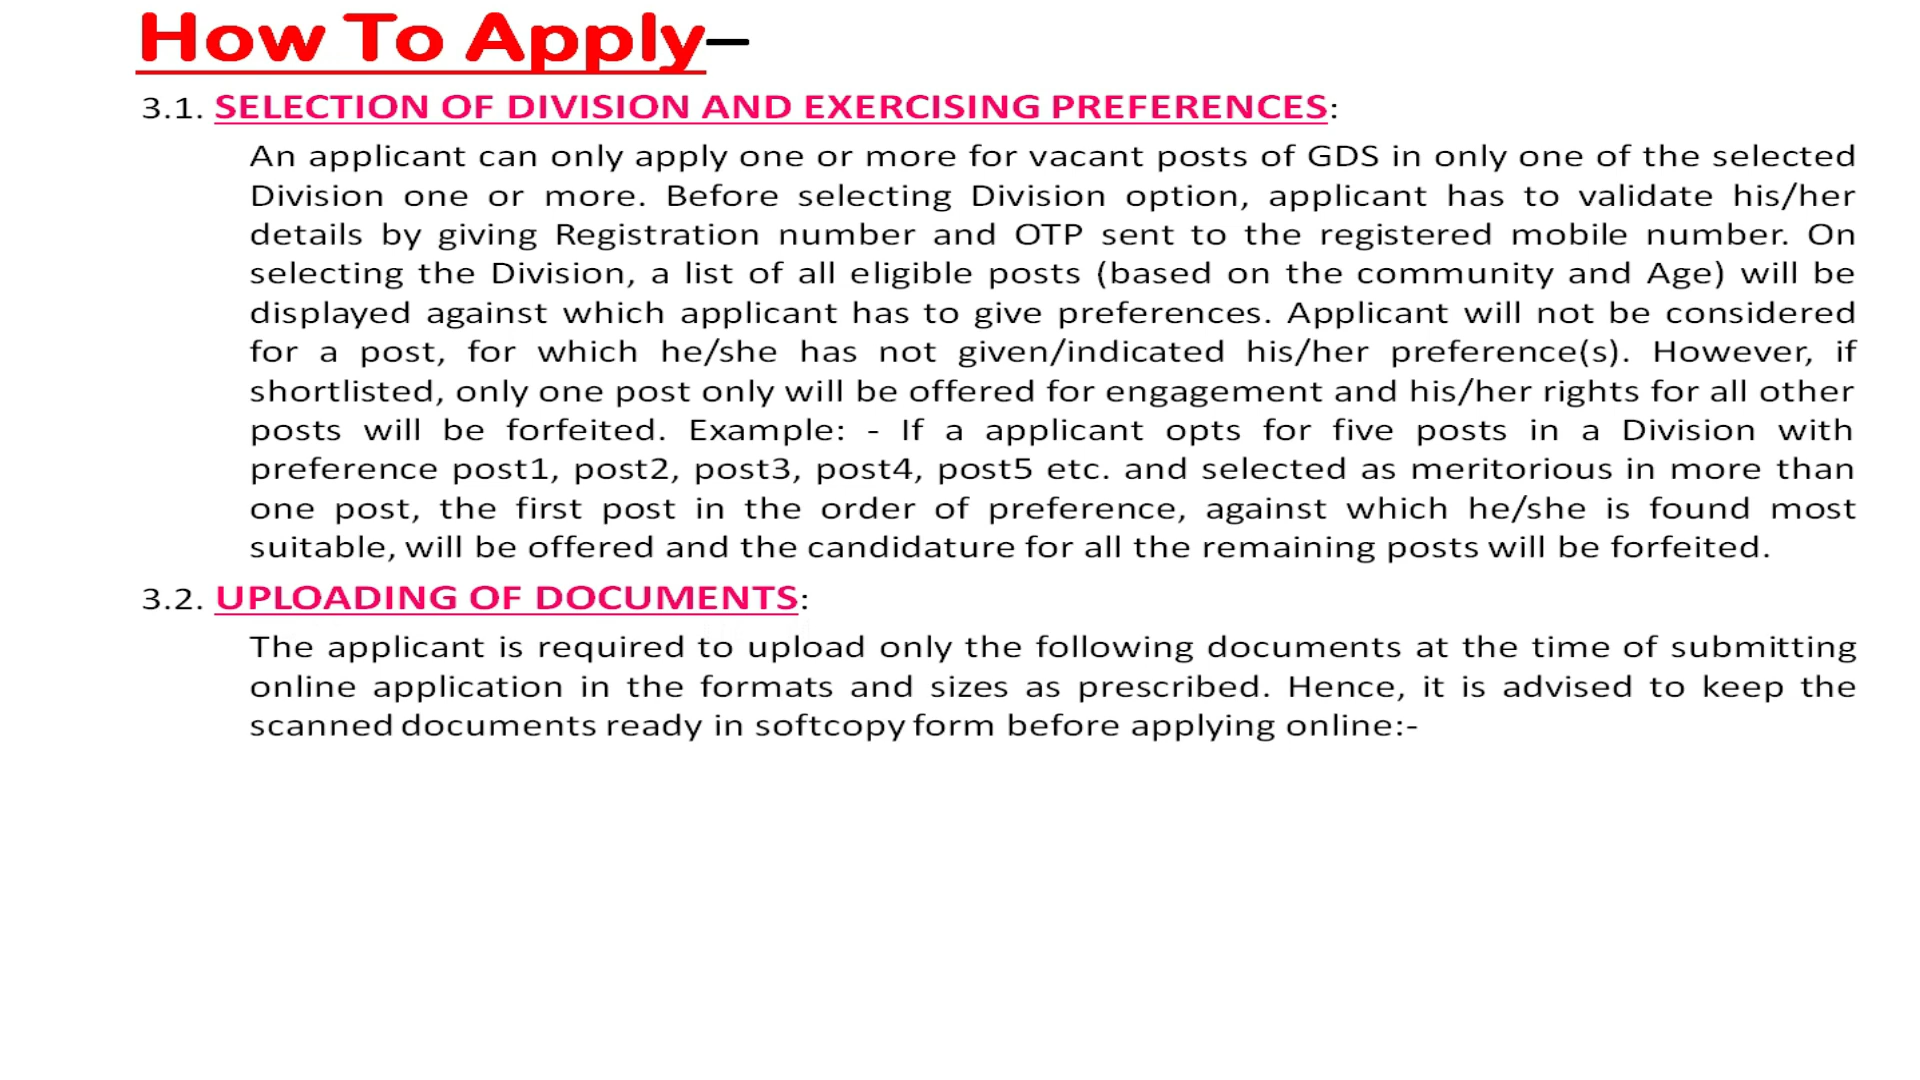 How To Apply–
3.1. SELECTION OF DIVISION AND EXERCISING PREFERENCES:
An applicant can only apply one or more for vacant posts of GDS in only one of the selected
Division one or more. Before selecting Division option, applicant has to validate his/her
details by giving Registration number and OTP sent to the registered mobile number. On
selecting the Division, a list of all eligible posts (based on the community and Age) will be
displayed against which applicant has to give preferences. Applicant will not be considered
for a post, for which he/she has not given/indicated his/her preference(s). However, if
shortlisted, only one post only will be offered for engagement and his/her rights for all other
posts will be forfeited. Example: - If a applicant opts for five posts in a Division with
preference post1, post2, post3, post4, post5 etc. and selected as meritorious in more than
one post, the first post in the order of preference, against which he/she is found most
suitable, will be offered and the candidature for all the remaining posts will be forfeited.
3.2. UPLOADING OF DOCUMENTS:
The applicant is required to upload only the following documents at the time of submitting
online application in the formats and sizes as prescribed. Hence, it is advised to keep the
scanned documents ready in softcopy form before applying online:-